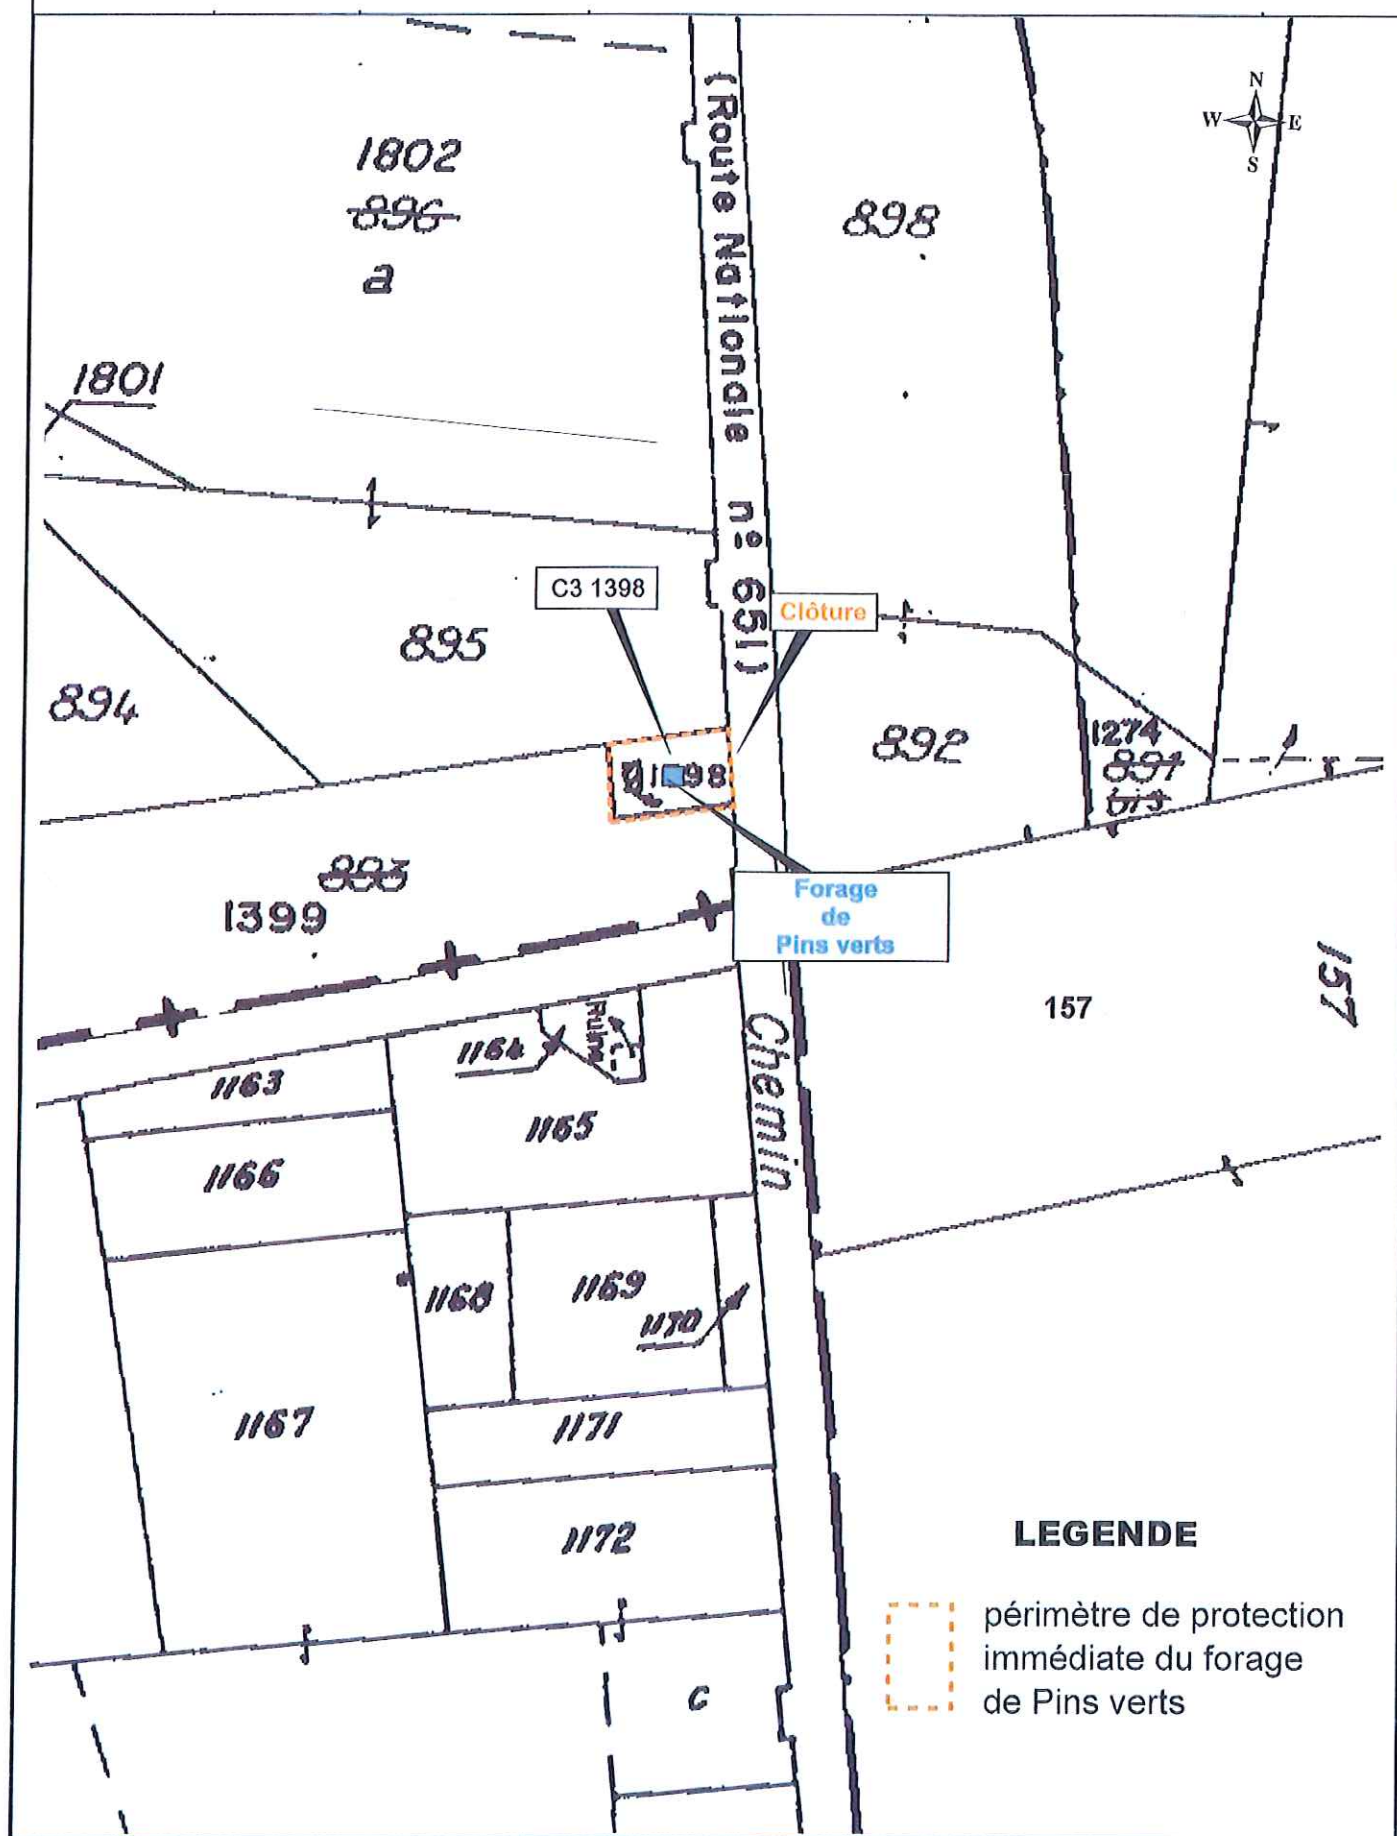 N
W E
S
1802
896
a
(Route Nationale nº 651)
898
1801
C3 1398
Clôture
895
894
892
1274
891
bis
1398
893
1399
Forage
de
Pins verts
157
157
Ruine
1164
1163
Chemin
1165
1166
1168
1169
1170
1167
1171
1172
LEGENDE
périmètre de protection
immédiate du forage
de Pins verts
C